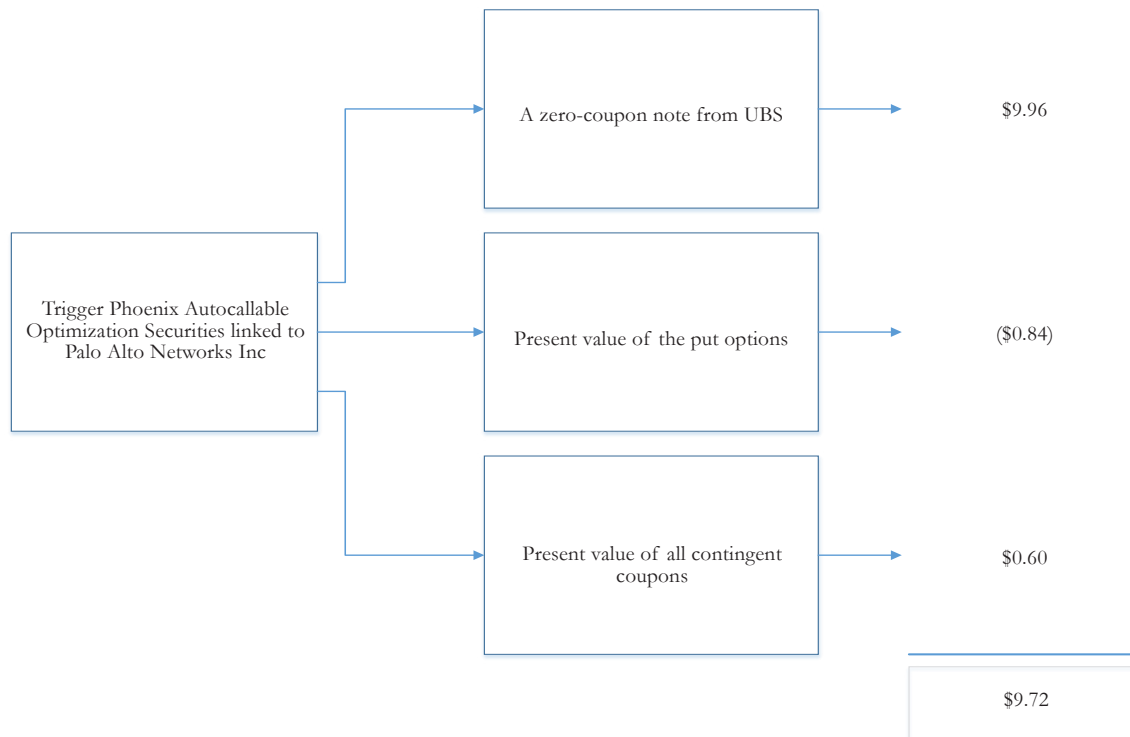 A zero-coupon note from UBS
$9.96
Trigger Phoenix Autocallable
Optimization Securities linked to
Palo Alto Networks Inc
Present value of the put options
($0.84)
Present value of all contingent
coupons
$0.60
$9.72